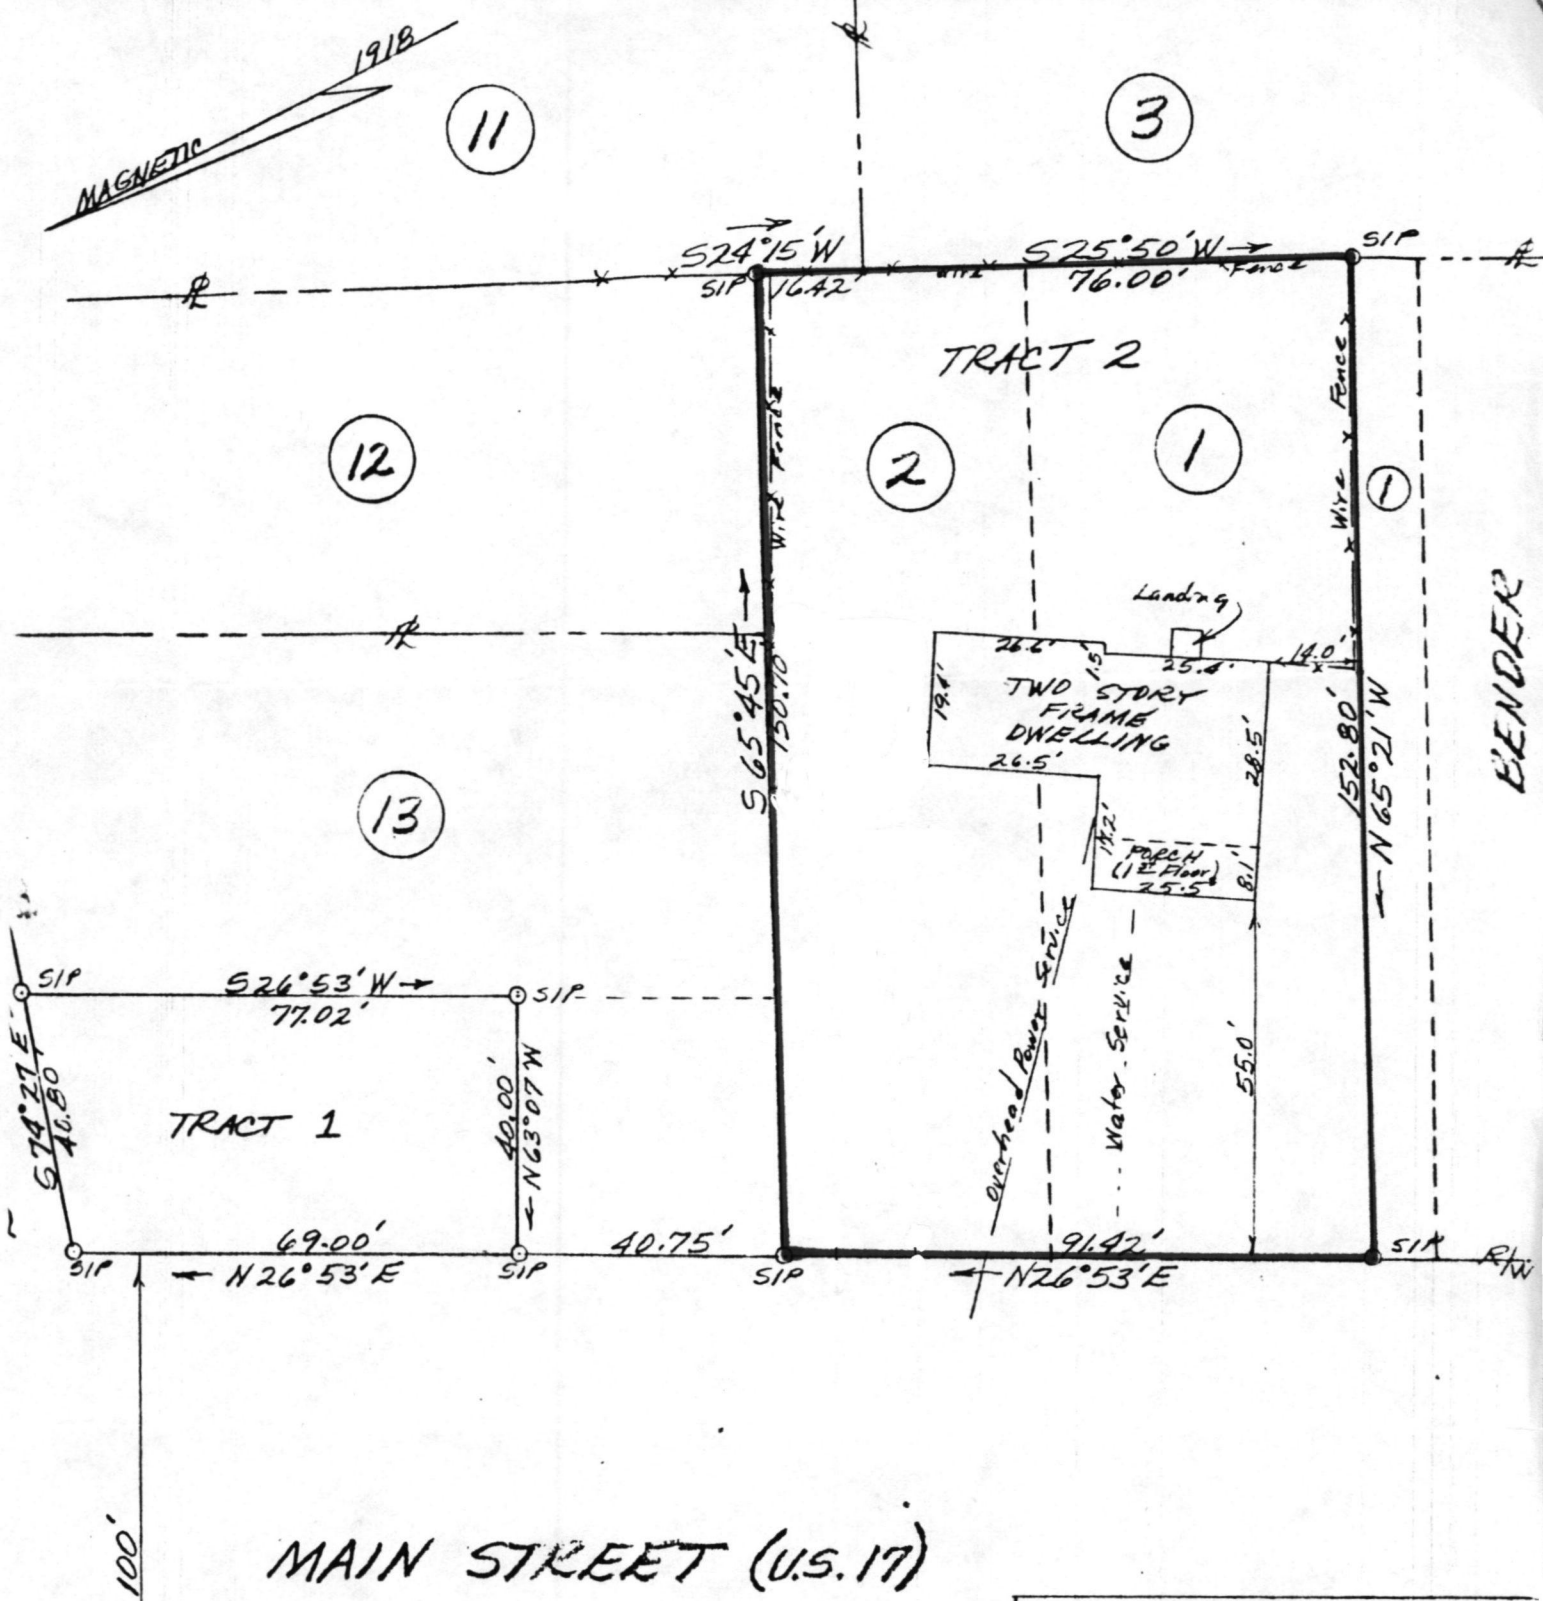 MAGNETIC 1918
11
3
S24°15'W
S25°50'W
SIP
SIP
16.42
Wire Fence
76.00'
TRACT 2
Wire Fence
Wire Fence
12
2
1
1
BENDER
Landing
26.6'
1.5'
25.4'
14.0'
19.4'
TWO STORY
FRAME
DWELLING
26.5'
28.5'
S65°45'E
150.70
152.80'
N65°21'W
13
PORCH
(1st Floor)
25.5
8.1'
SIP
S26°53'W
77.02'
SIP
S74°27'E
TRACT 1
40.00'
N63°07'W
Overhead Power Service
Water Service
55.0'
69.00'
40.75'
91.42'
SIP
SIP
SIP
SIP
R/W
N26°53'E
N26°53'E
100'
MAIN STREET (U.S. 17)